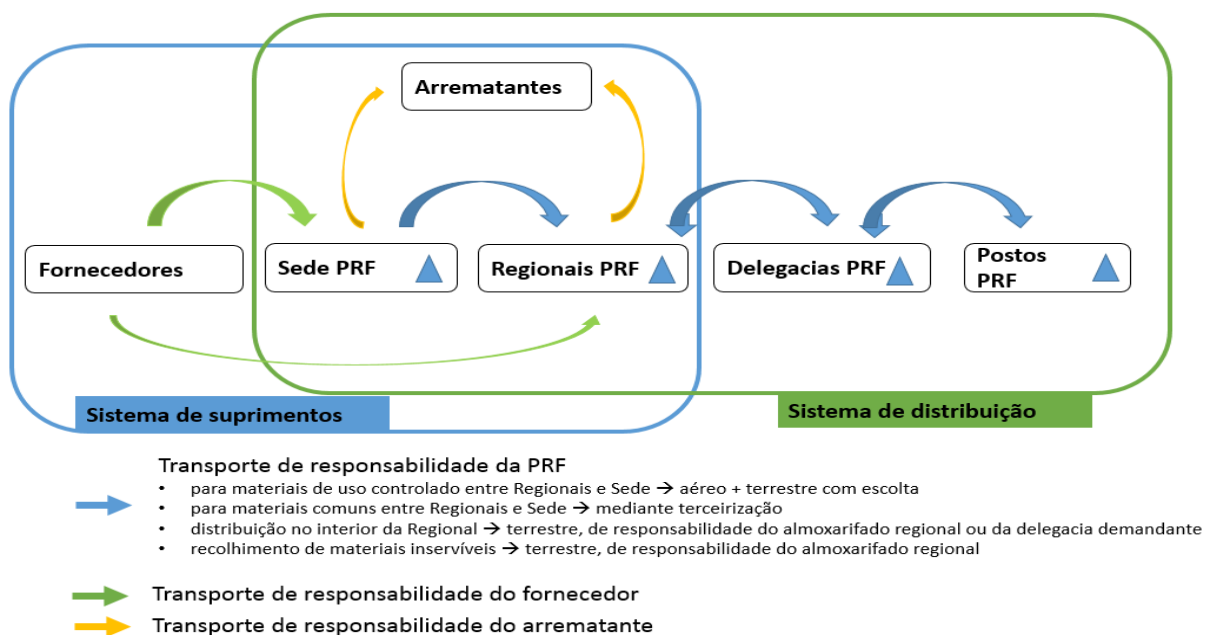 Arrematantes
Fornecedores
Sede PRF
Regionais PRF
Delegacias PRF
Postos
PRF
Sistema de suprimentos
Sistema de distribuição
Transporte de responsabilidade da PRF
• para materiais de uso controlado entre Regionais e Sede → aéreo + terrestre com escolta
• para materiais comuns entre Regionais e Sede → mediante terceirização
• distribuição no interior da Regional → terrestre, de responsabilidade do almoxarifado regional ou da delegacia demandante
• recolhimento de materiais inservíveis → terrestre, de responsabilidade do almoxarifado regional
Transporte de responsabilidade do fornecedor
Transporte de responsabilidade do arrematante